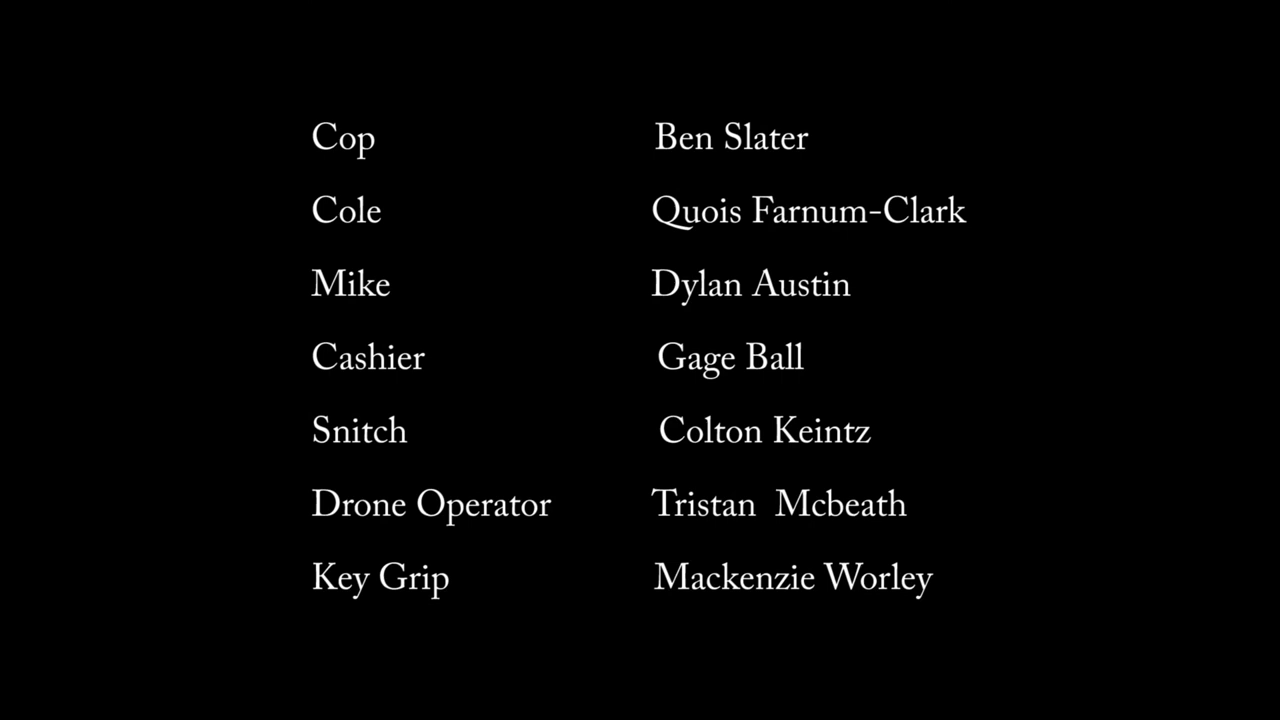 Cop Ben Slater
Cole Quois Farnum-Clark
Mike Dylan Austin
Cashier Gage Ball
Snitch Colton Keintz
Drone Operator Tristan  Mcbeath
Key Grip Mackenzie Worley